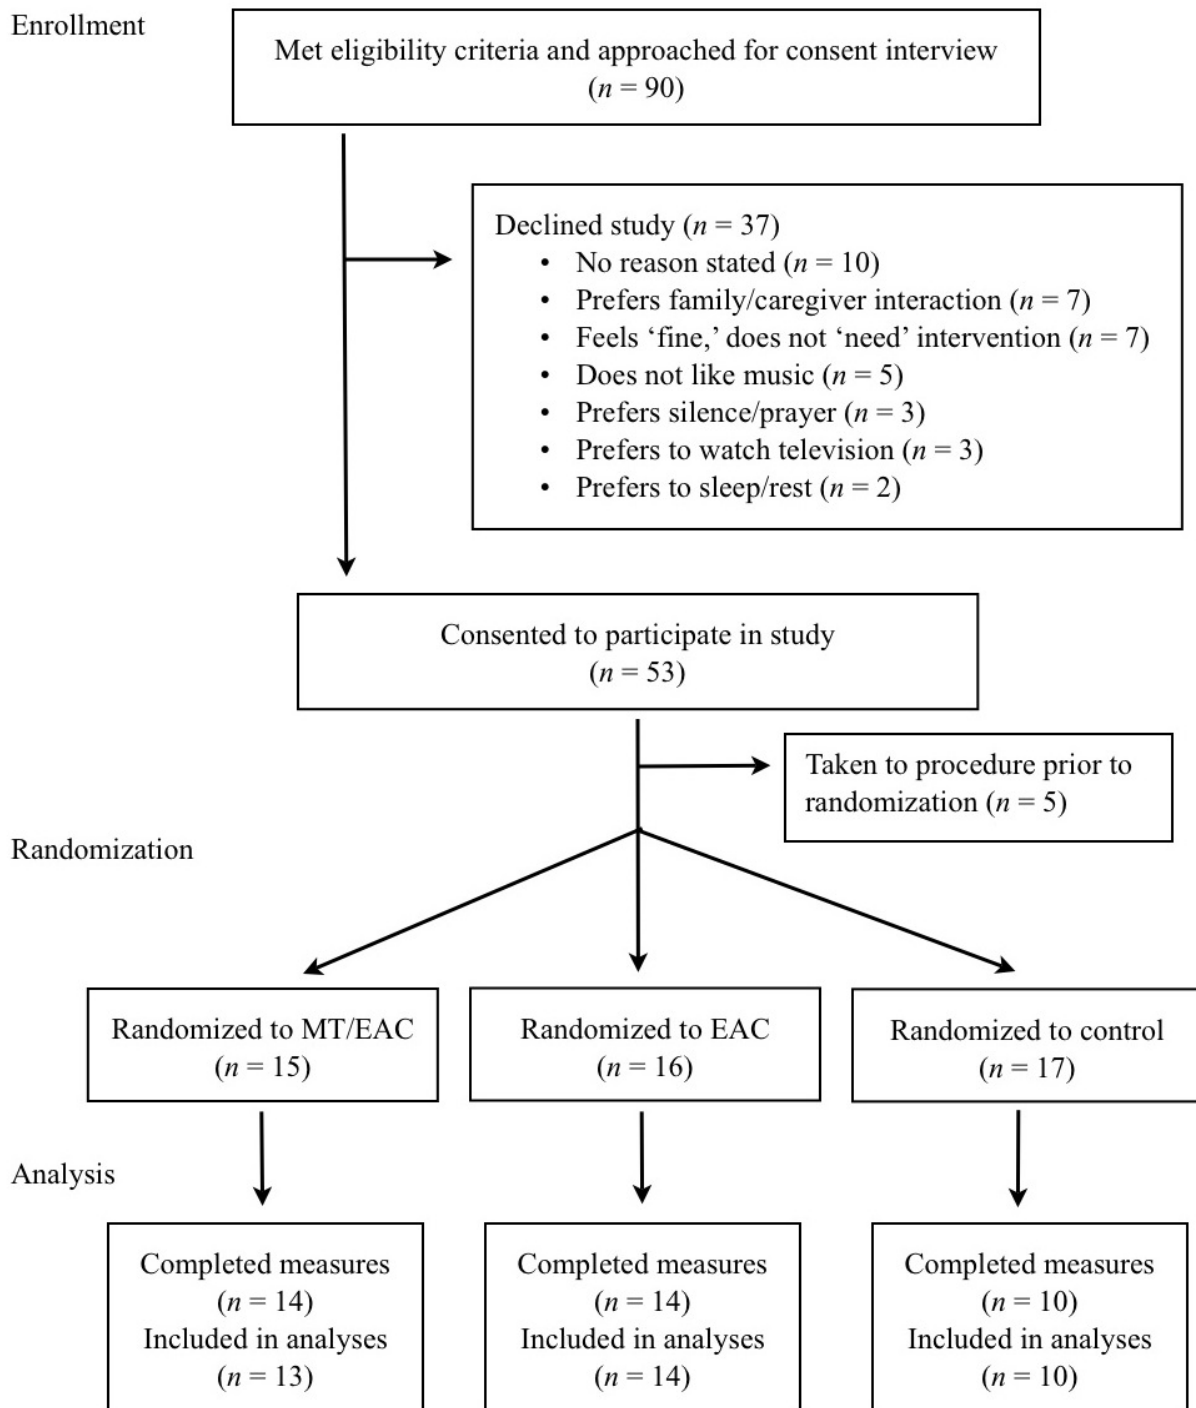 Enrollment
Met eligibility criteria and approached for consent interview
(n = 90)
Declined study (n = 37)
• No reason stated (n = 10)
• Prefers family/caregiver interaction (n = 7)
• Feels ‘fine,’ does not ‘need’ intervention (n = 7)
• Does not like music (n = 5)
• Prefers silence/prayer (n = 3)
• Prefers to watch television (n = 3)
• Prefers to sleep/rest (n = 2)
Consented to participate in study
(n = 53)
Taken to procedure prior to
randomization (n = 5)
Randomization
Randomized to MT/EAC
(n = 15)
Randomized to EAC
(n = 16)
Randomized to control
(n = 17)
Analysis
Completed measures
(n = 14)
Included in analyses
(n = 13)
Completed measures
(n = 14)
Included in analyses
(n = 14)
Completed measures
(n = 10)
Included in analyses
(n = 10)